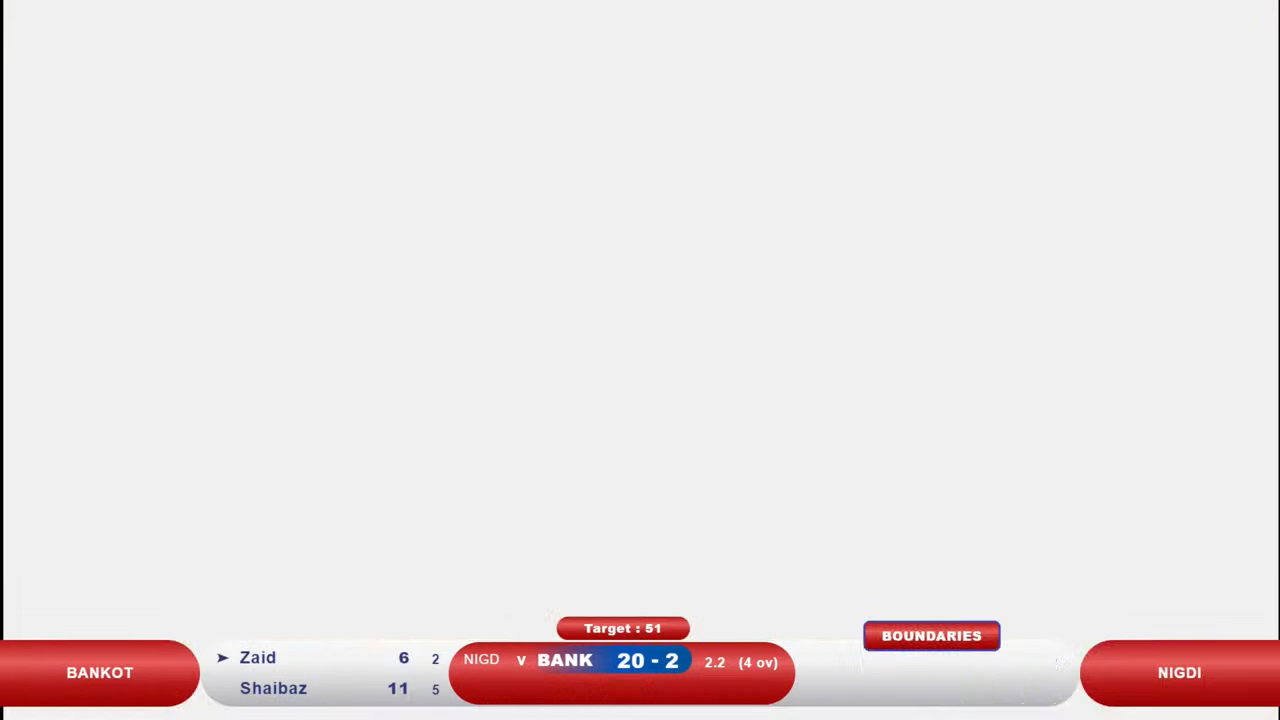 Target : 51
BOUNDARIES
BANKOT
➤ Zaid 6 2
Shaibaz 11 5
NIGD v BANK 20 - 2 2.2 (4 ov)
NIGDI